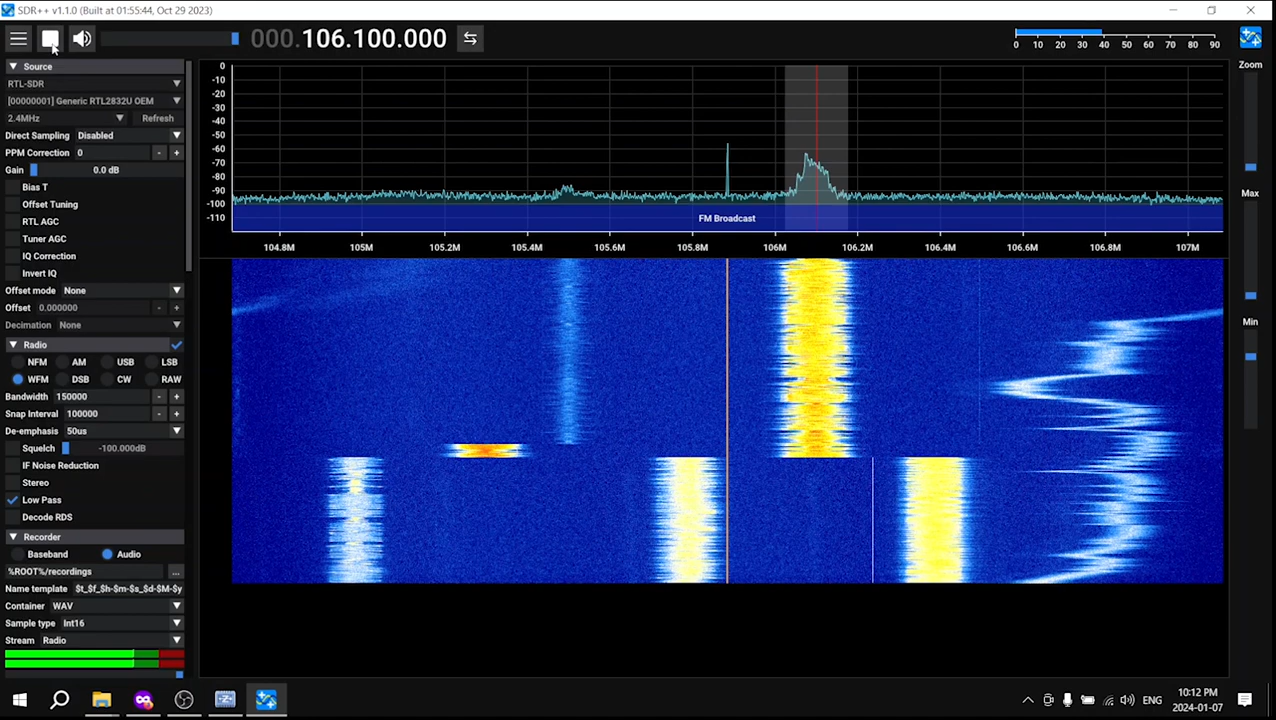 SDR++ v1.1.0 (Built at 01:55:44, Oct 29 2023)
000.106.100.000
0 10 20 30 40 50 60 70 80 90
Source
RTL-SDR
[00000001] Generic RTL2832U OEM
2.4MHz Refresh
Direct Sampling Disabled
PPM Correction 0 - +
Gain 0.0 dB
Bias T
Offset Tuning
RTL AGC
Tuner AGC
IQ Correction
Invert IQ
Offset mode None
Offset 0.000000 - +
Decimation None
Radio
NFM AM USB LSB
WFM DSB CW RAW
Bandwidth 150000 - +
Snap Interval 100000 - +
De-emphasis 50us
Squelch -100.000dB
IF Noise Reduction
Stereo
Low Pass
Decode RDS
Recorder
Baseband Audio
%ROOT%/recordings ...
Name template $t_$f_$h-$m-$s_$d-$M-$y
Container WAV
Sample type Int16
Stream Radio
0
-10
-20
-30
-40
-50
-60
-70
-80
-90
-100
-110
FM Broadcast
104.8M 105M 105.2M 105.4M 105.6M 105.8M 106M 106.2M 106.4M 106.6M 106.8M 107M
Zoom
Max
Min
ENG
10:12 PM
2024-01-07